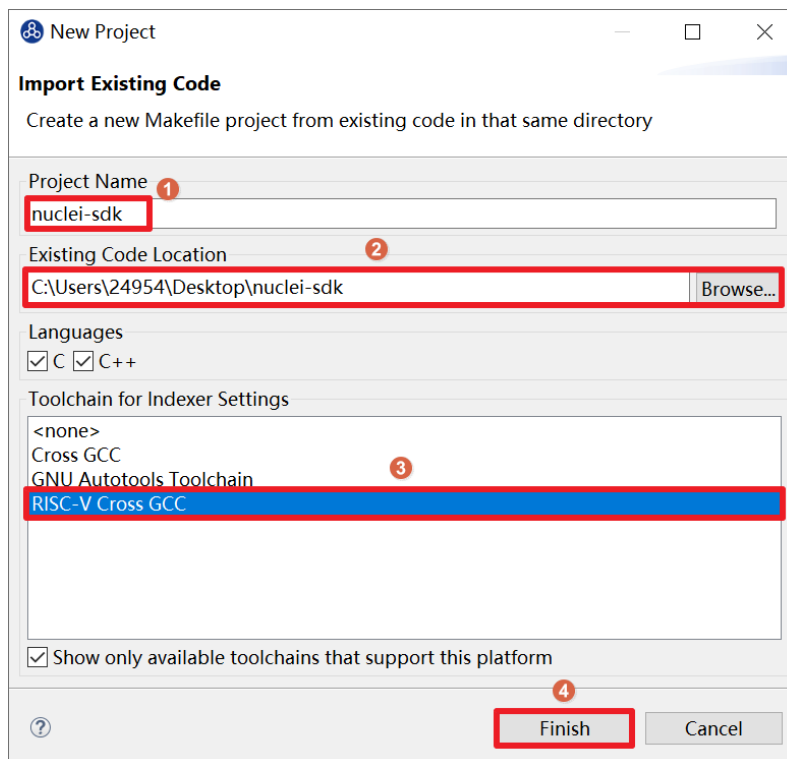 New Project
Import Existing Code
Create a new Makefile project from existing code in that same directory
Project Name
1
nuclei-sdk
2
Existing Code Location
C:\Users\24954\Desktop\nuclei-sdk Browse...
Languages
C C++
Toolchain for Indexer Settings
<none>
Cross GCC
3
GNU Autotools Toolchain
RISC-V Cross GCC
Show only available toolchains that support this platform
4
? Finish Cancel